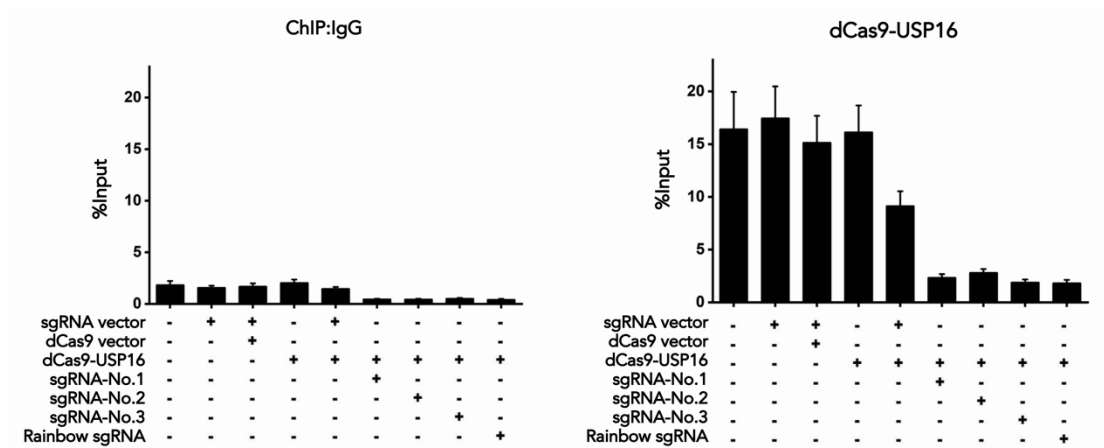 ChIP:IgG
%Input
20
15
10
5
0
sgRNA vector - + + - + - - - -
dCas9 vector - - + - - - - - -
dCas9-USP16 - - - + + + + + +
sgRNA-No.1 - - - - - + - - -
sgRNA-No.2 - - - - - - + - -
sgRNA-No.3 - - - - - - - + -
Rainbow sgRNA - - - - - - - - +
dCas9-USP16
%Input
20
15
10
5
0
sgRNA vector - + + - + - - - -
dCas9 vector - - + - - - - - -
dCas9-USP16 - - - + + + + + +
sgRNA-No.1 - - - - - + - - -
sgRNA-No.2 - - - - - - + - -
sgRNA-No.3 - - - - - - - + -
Rainbow sgRNA - - - - - - - - +